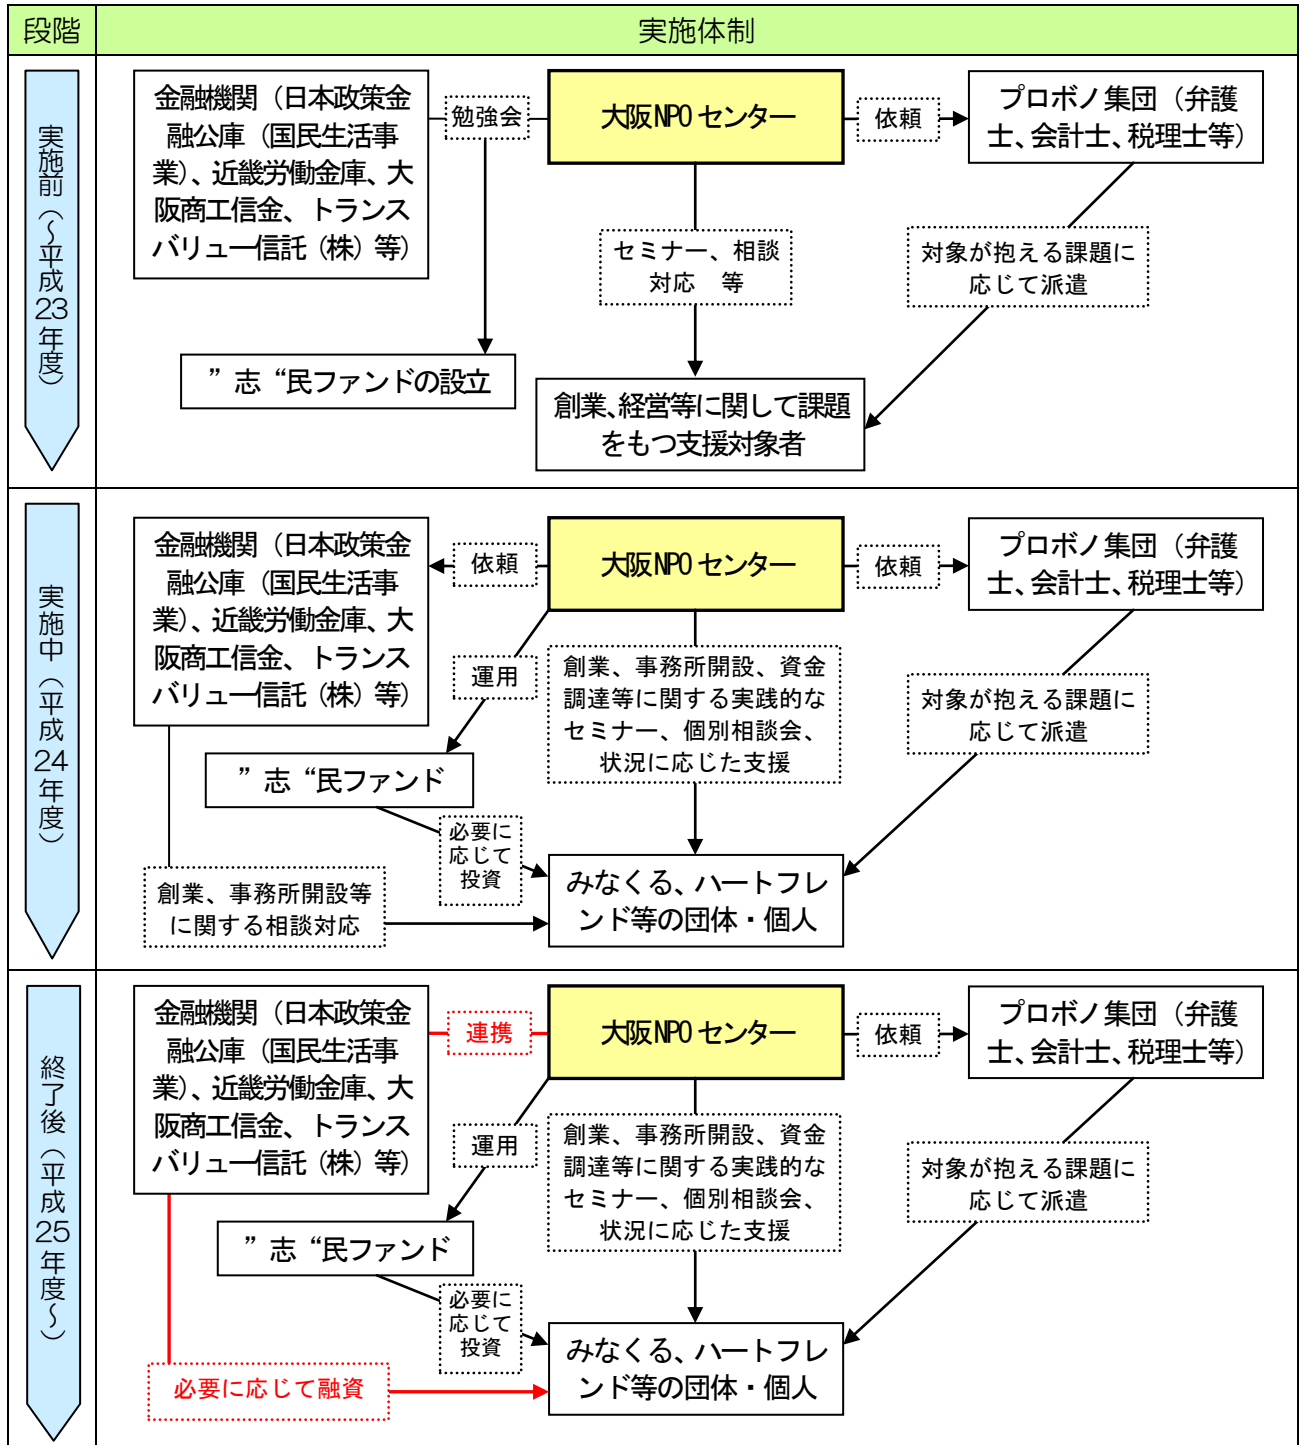 段階
実施体制
実施前（～平成23年度）
金融機関（日本政策金
融公庫（国民生活事
業）、近畿労働金庫、大
阪商工信金、トランス
バリュー信託（株）等）
勉強会
大阪NPOセンター
依頼
プロボノ集団（弁護
士、会計士、税理士等）
セミナー、相談
対応　等
対象が抱える課題に
応じて派遣
”志“民ファンドの設立
創業、経営等に関して課題
をもつ支援対象者
実施中（平成24年度）
金融機関（日本政策金
融公庫（国民生活事
業）、近畿労働金庫、大
阪商工信金、トランス
バリュー信託（株）等）
依頼
大阪NPOセンター
依頼
プロボノ集団（弁護
士、会計士、税理士等）
運用
創業、事務所開設、資金
調達等に関する実践的な
セミナー、個別相談会、
状況に応じた支援
対象が抱える課題に
応じて派遣
”志“民ファンド
必要に
応じて
投資
創業、事務所開設等
に関する相談対応
みなくる、ハートフレ
ンド等の団体・個人
終了後（平成25年度～）
金融機関（日本政策金
融公庫（国民生活事
業）、近畿労働金庫、大
阪商工信金、トランス
バリュー信託（株）等）
連携
大阪NPOセンター
依頼
プロボノ集団（弁護
士、会計士、税理士等）
運用
創業、事務所開設、資金
調達等に関する実践的な
セミナー、個別相談会、
状況に応じた支援
対象が抱える課題に
応じて派遣
”志“民ファンド
必要に
応じて
投資
必要に応じて融資
みなくる、ハートフレ
ンド等の団体・個人